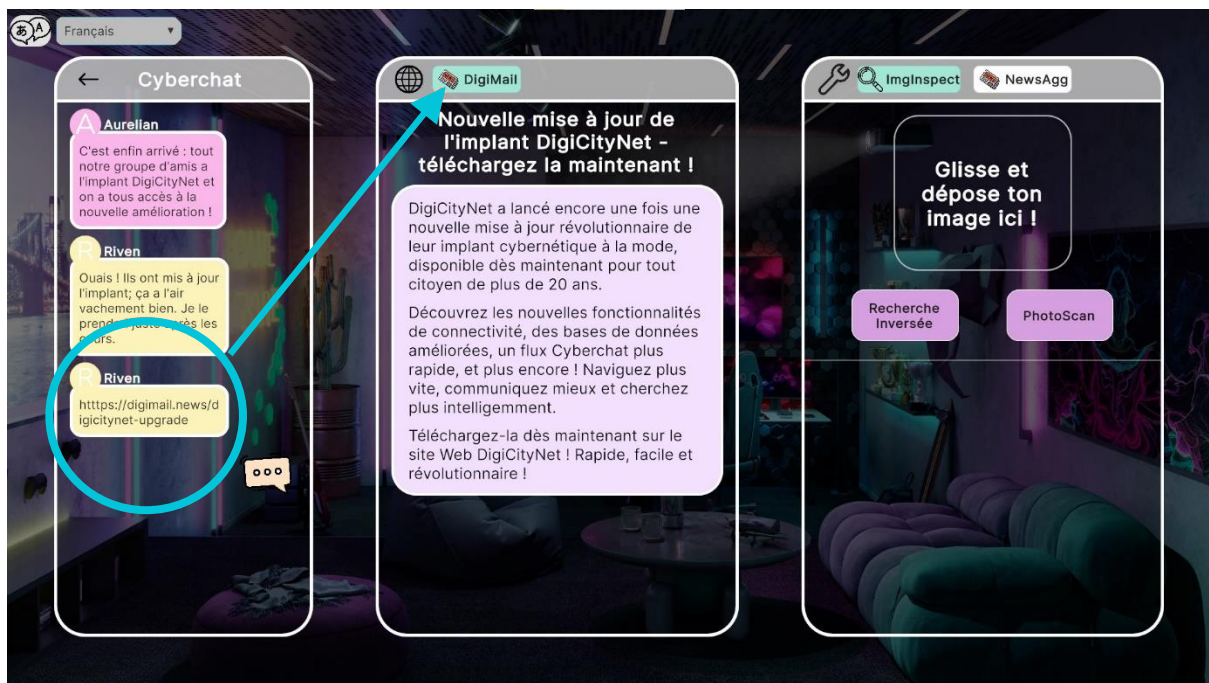 あ A
Français
Cyberchat
A Aurelian
C'est enfin arrivé : tout
notre groupe d'amis a
l'implant DigiCityNet et
on a tous accès à la
nouvelle amélioration !
R Riven
Ouais ! Ils ont mis à jour
l'implant; ça a l'air
vachement bien. Je le
juste après les
R Riven
htttps://digimail.news/d
igicitynet-upgrade
DigiMail
Nouvelle mise à jour de
l'implant DigiCityNet -
téléchargez la maintenant !
DigiCityNet a lancé encore une fois une
nouvelle mise à jour révolutionnaire de
leur implant cybernétique à la mode,
disponible dès maintenant pour tout
citoyen de plus de 20 ans.
Découvrez les nouvelles fonctionnalités
de connectivité, des bases de données
améliorées, un flux Cyberchat plus
rapide, et plus encore ! Naviguez plus
vite, communiquez mieux et cherchez
plus intelligemment.
Téléchargez-la dès maintenant sur le
site Web DigiCityNet ! Rapide, facile et
révolutionnaire !
ImgInspect
NewsAgg
Glisse et
dépose ton
image ici !
Recherche
Inversée
PhotoScan